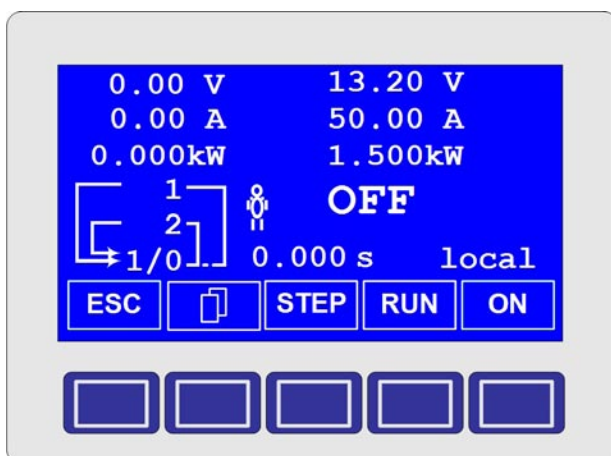 0.00 V 13.20 V
0.00 A 50.00 A
0.000kW 1.500kW
1
OFF
2
1/0 0.000 s local
ESC STEP RUN ON